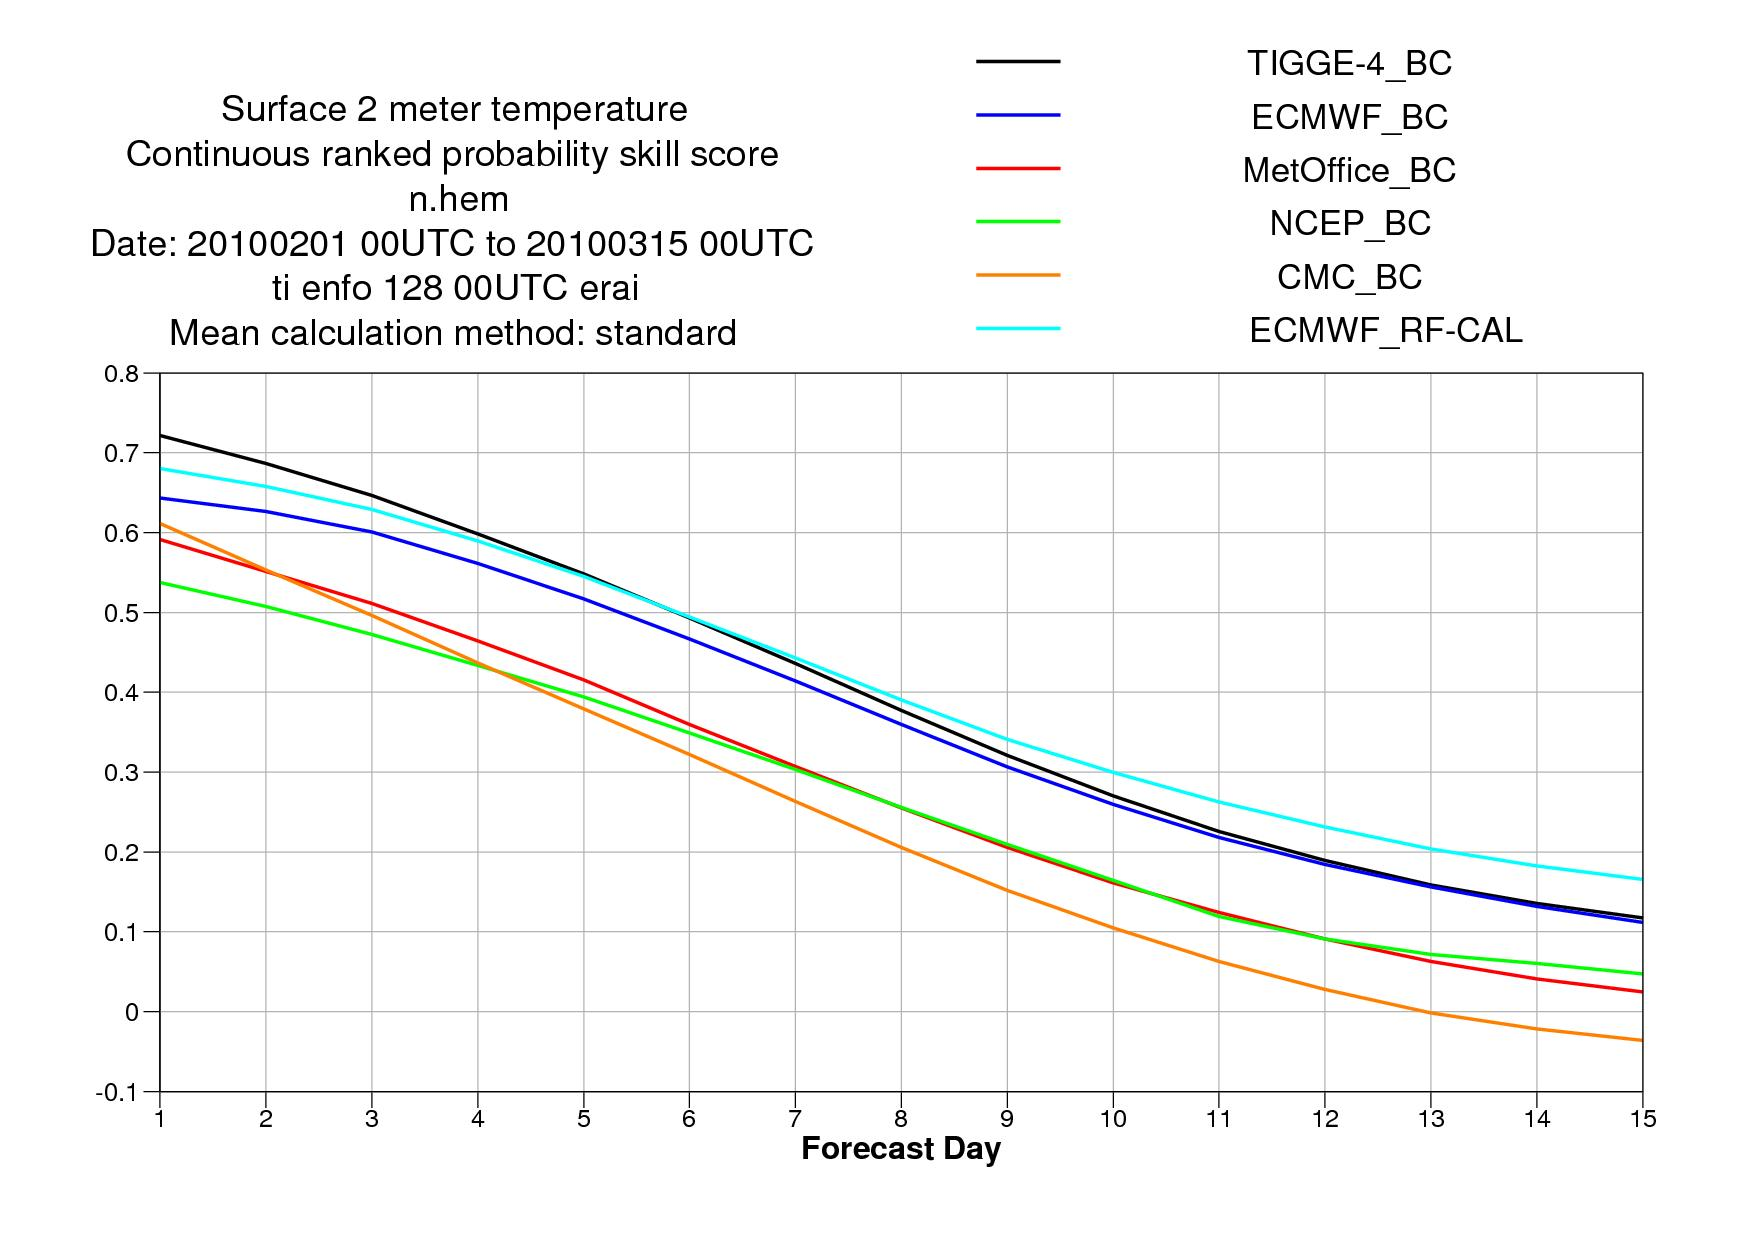 Surface 2 meter temperature
Continuous ranked probability skill score
n.hem
Date: 20100201 00UTC to 20100315 00UTC
ti enfo 128 00UTC erai
Mean calculation method: standard
TIGGE-4_BC
ECMWF_BC
MetOffice_BC
NCEP_BC
CMC_BC
ECMWF_RF-CAL
0.8
0.7
0.6
0.5
0.4
0.3
0.2
0.1
0
-0.1
1 2 3 4 5 6 7 8 9 10 11 12 13 14 15
Forecast Day